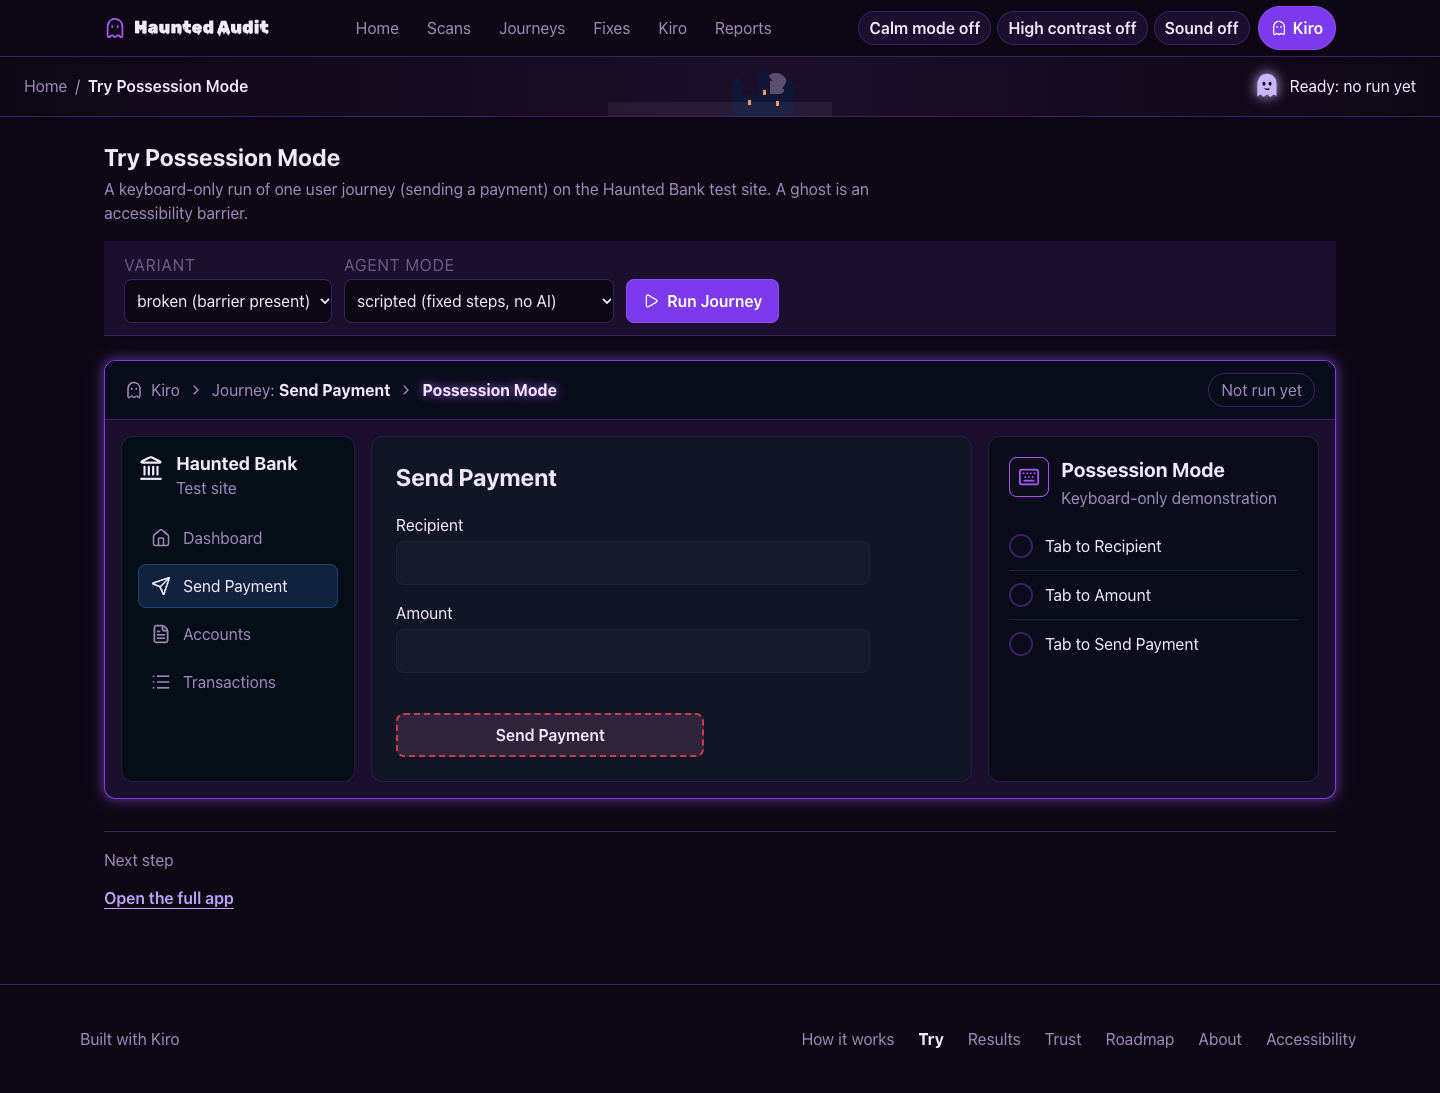 Haunted Audit
Home
Scans
Journeys
Fixes
Kiro
Reports
Calm mode off
High contrast off
Sound off
Kiro
Home / Try Possession Mode
Ready: no run yet
Try Possession Mode
A keyboard-only run of one user journey (sending a payment) on the Haunted Bank test site. A ghost is an
accessibility barrier.
VARIANT
AGENT MODE
broken (barrier present)
scripted (fixed steps, no AI)
Run Journey
Kiro
Journey: Send Payment
Possession Mode
Not run yet
Haunted Bank
Test site
Dashboard
Send Payment
Accounts
Transactions
Send Payment
Recipient
Amount
Send Payment
Possession Mode
Keyboard-only demonstration
Tab to Recipient
Tab to Amount
Tab to Send Payment
Next step
Open the full app
Built with Kiro
How it works
Try
Results
Trust
Roadmap
About
Accessibility